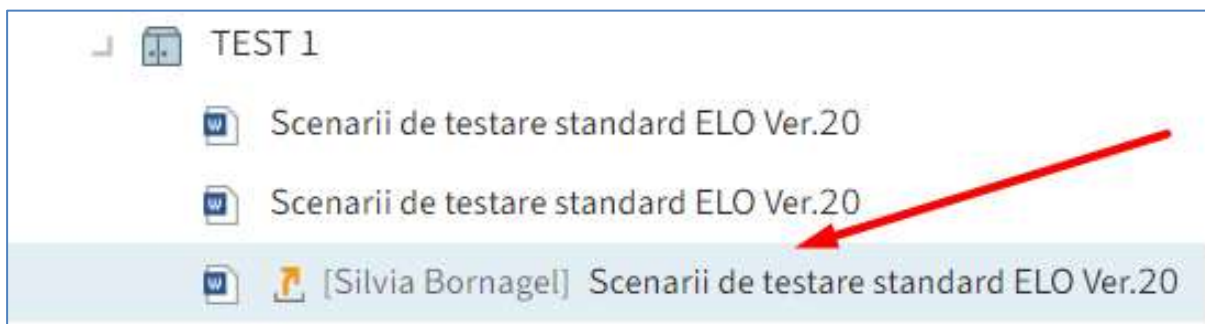 TEST 1
Scenarii de testare standard ELO Ver.20
Scenarii de testare standard ELO Ver.20
[Silvia Bornagel] Scenarii de testare standard ELO Ver.20